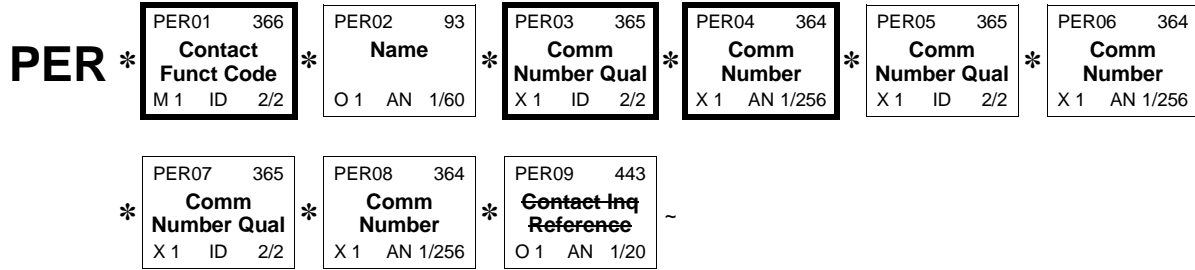 PER * PER01 366 * PER02 93 * PER03 365 * PER04 364 * PER05 365 * PER06 364
Contact Name Comm Comm Comm Comm
Funct Code Number Qual Number Number Qual Number
M 1 ID 2/2 O 1 AN 1/60 X 1 ID 2/2 X 1 AN 1/256 X 1 ID 2/2 X 1 AN 1/256
* PER07 365 * PER08 364 * PER09 443 ~
Comm Comm Contact Inq
Number Qual Number Reference
X 1 ID 2/2 X 1 AN 1/256 O 1 AN 1/20